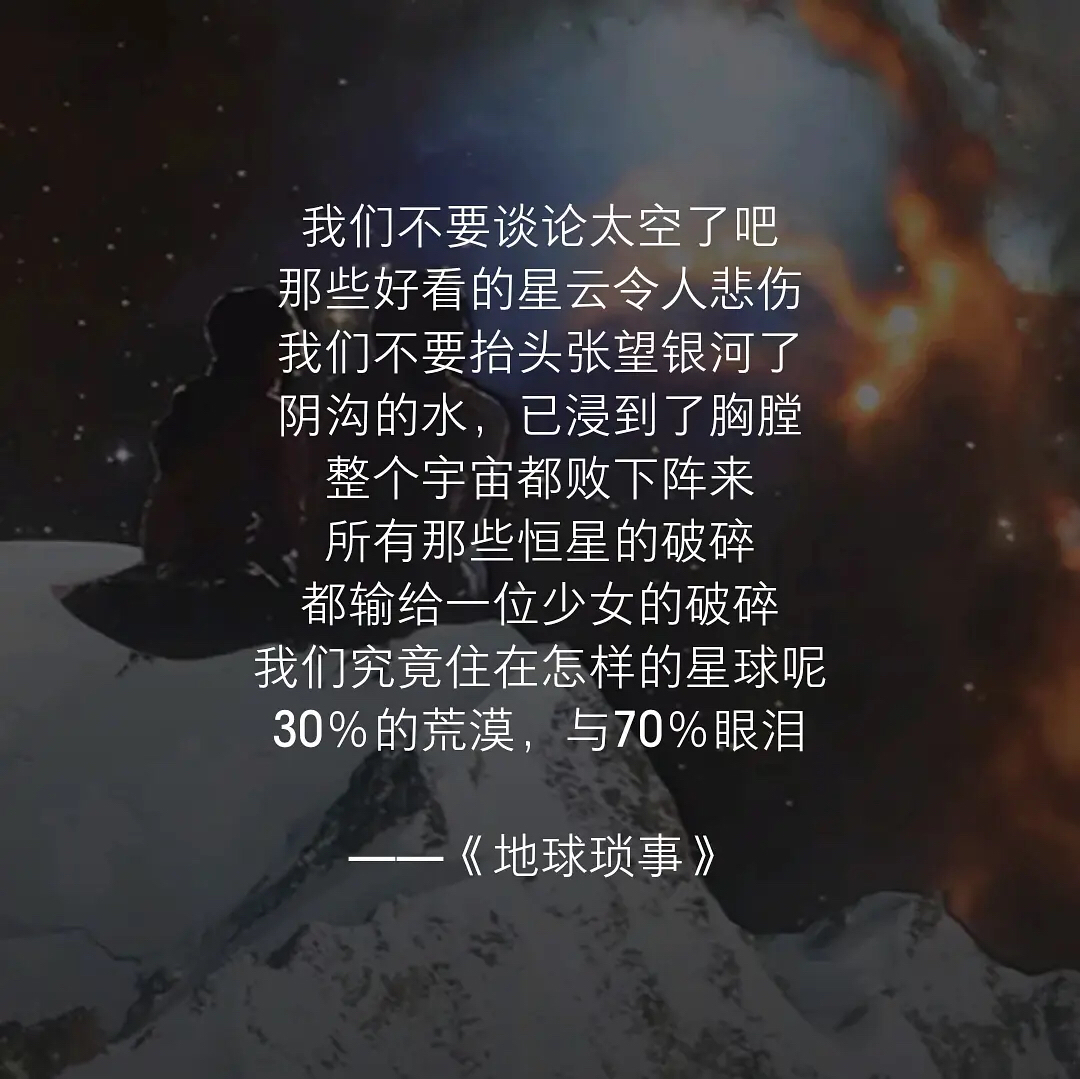 我们不要谈论太空了吧
那些好看的星云令人悲伤
我们不要抬头张望银河了
阴沟的水，已浸到了胸膛
整个宇宙都败下阵来
所有那些恒星的破碎
都输给一位少女的破碎
我们究竟住在怎样的星球呢
30%的荒漠，与70%眼泪
——《地球琐事》